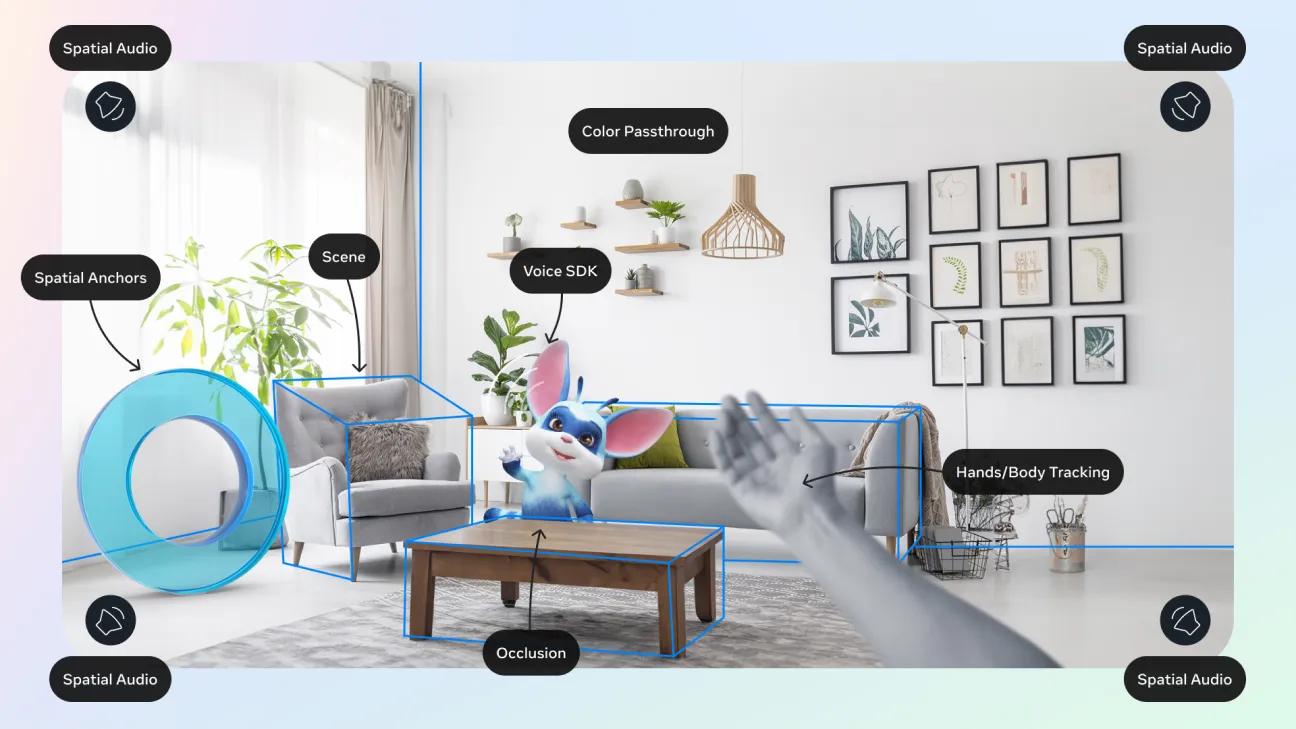 Spatial Audio
Spatial Audio
Color Passthrough
Scene
Voice SDK
Spatial Anchors
Hands/Body Tracking
Occlusion
Spatial Audio
Spatial Audio